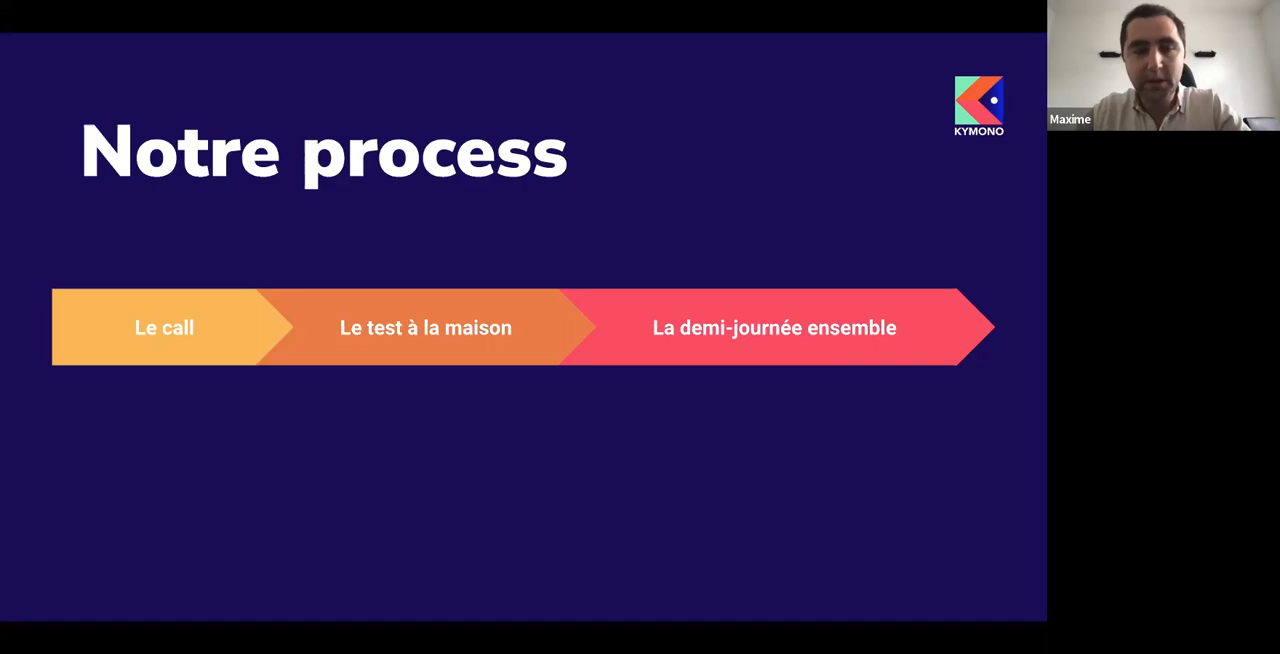 Notre process
KYMONO
Maxime
Le call
Le test à la maison
La demi-journée ensemble